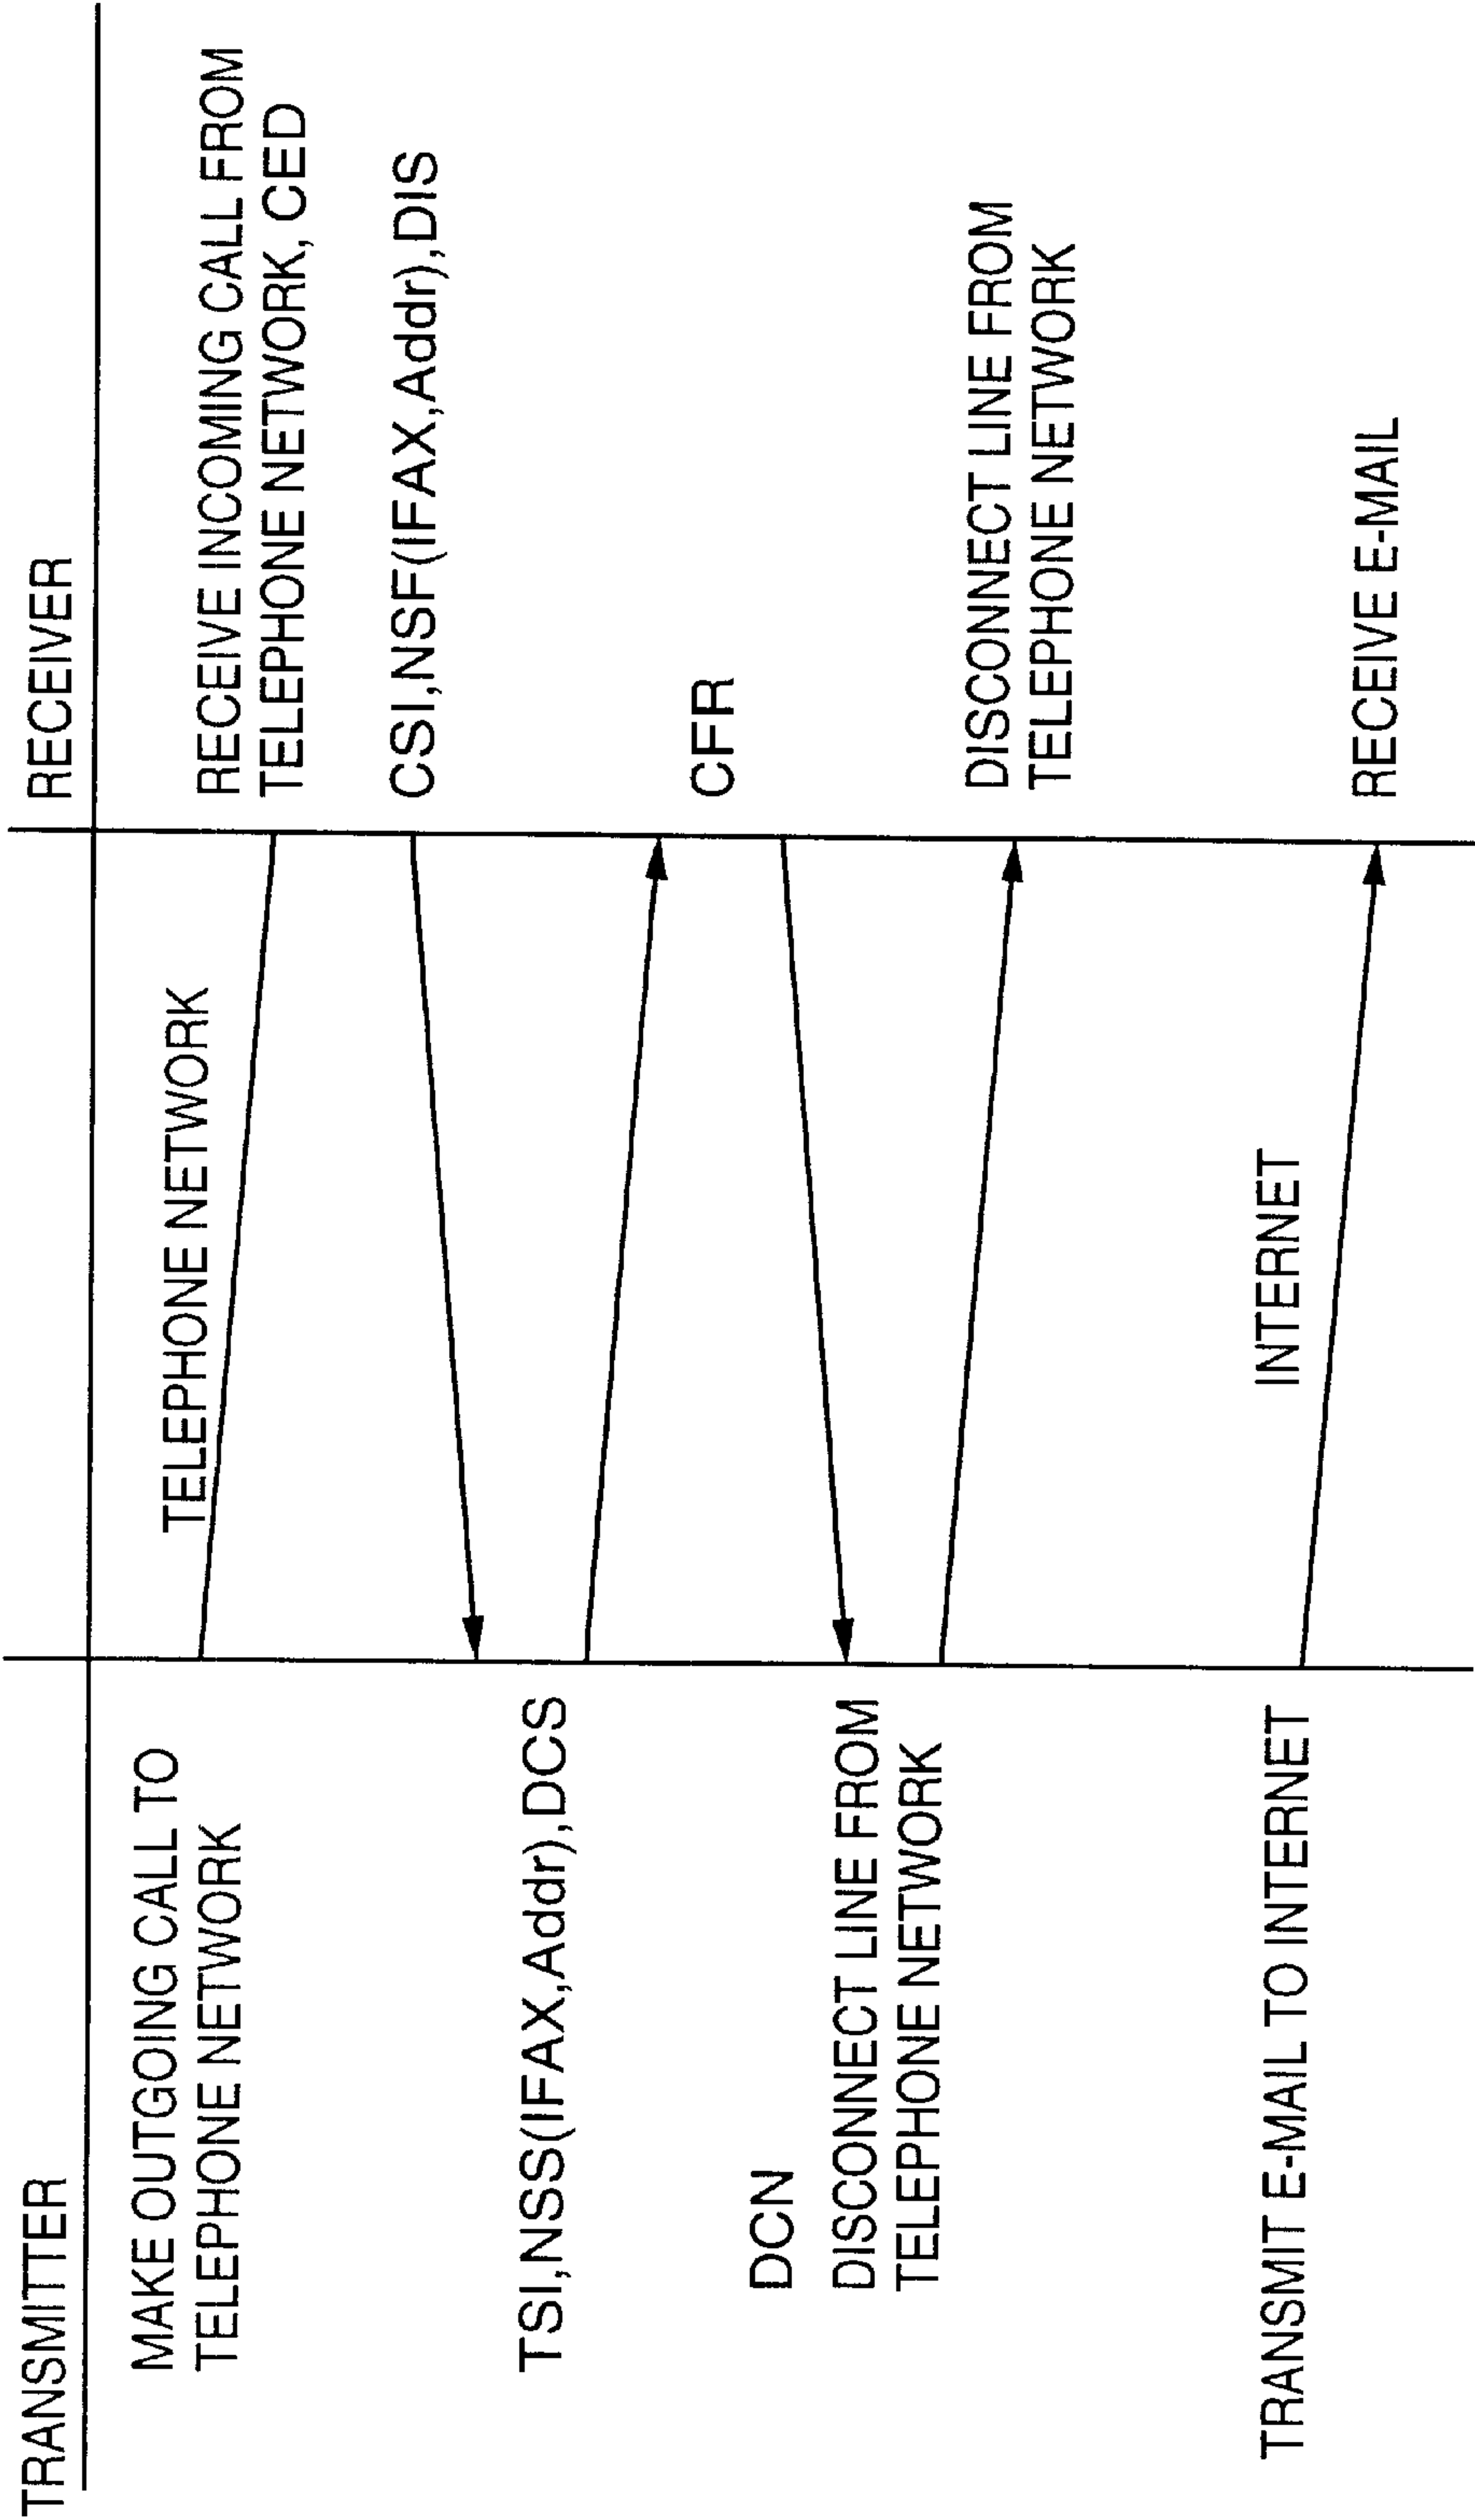 TRANSMITTER
RECEIVER
MAKE OUTGOING CALL TO
TELEPHONE NETWORK
TELEPHONE NETWORK
RECEIVE INCOMING CALL FROM
TELEPHONE NETWORK, CED
CSI,NSF(IFAX,Addr),DIS
TSI,NSS(IFAX,Addr),DCS
CFR
DCN
DISCONNECT LINE FROM
TELEPHONE NETWORK
DISCONNECT LINE FROM
TELEPHONE NETWORK
TRANSMIT E-MAIL TO INTERNET
INTERNET
RECEIVE E-MAIL